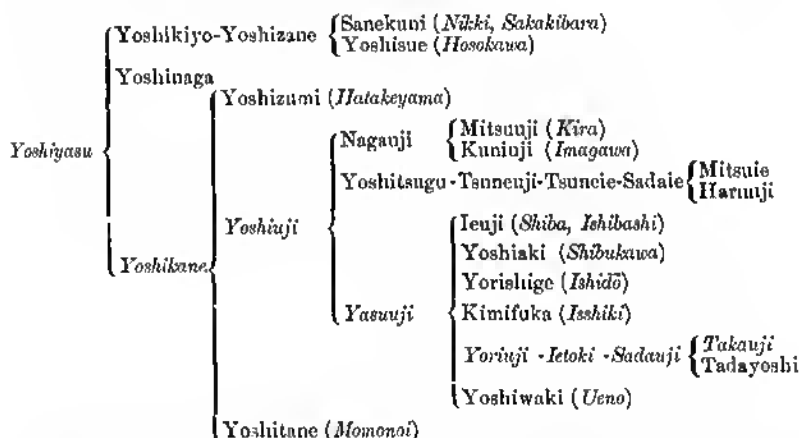 Yoshikiyo-Yoshizane { Sanekuni (Nikki, Sakakibara)
Yoshisue (Hosokawa)
Yoshinaga
Yoshizumi (Hatakeyama)
Yoshiyasu
Nagauji { Mitsuuji (Kira)
Kuniuji (Imagawa)
Yoshitsugu-Tsuneuji-Tsuneie-Sadaie { Mitsuie
Haruuji
Yoshiuji
Ieuji (Shiba, Ishibashi)
Yoshiaki (Shibukawa)
Yoshikane
Yorishige (Ishidō)
Yasuuji { Kimifuka (Isshiki)
Yoriuji -Ietoki -Sadauji { Takauji
Tadayoshi
Yoshiwaki (Ueno)
Yoshitane (Momonoi)